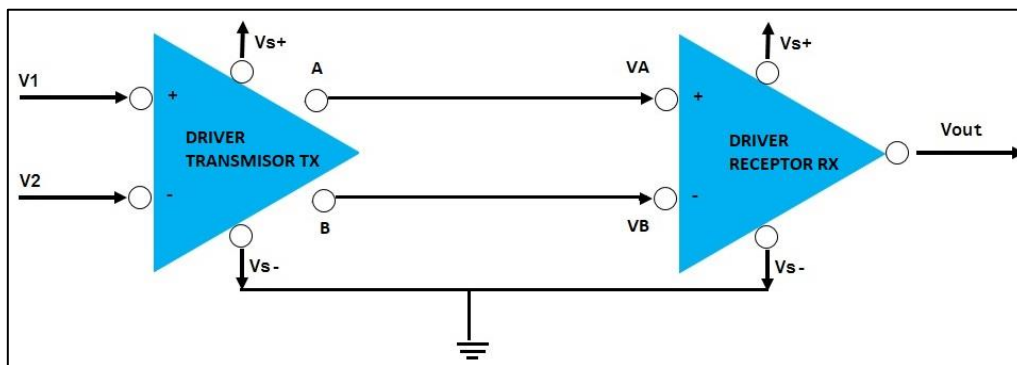 V1
V2
+
-
DRIVER
TRANSMISOR TX
Vs+
Vs-
A
B
VA
VB
+
-
DRIVER
RECEPTOR RX
Vs+
Vs-
Vout